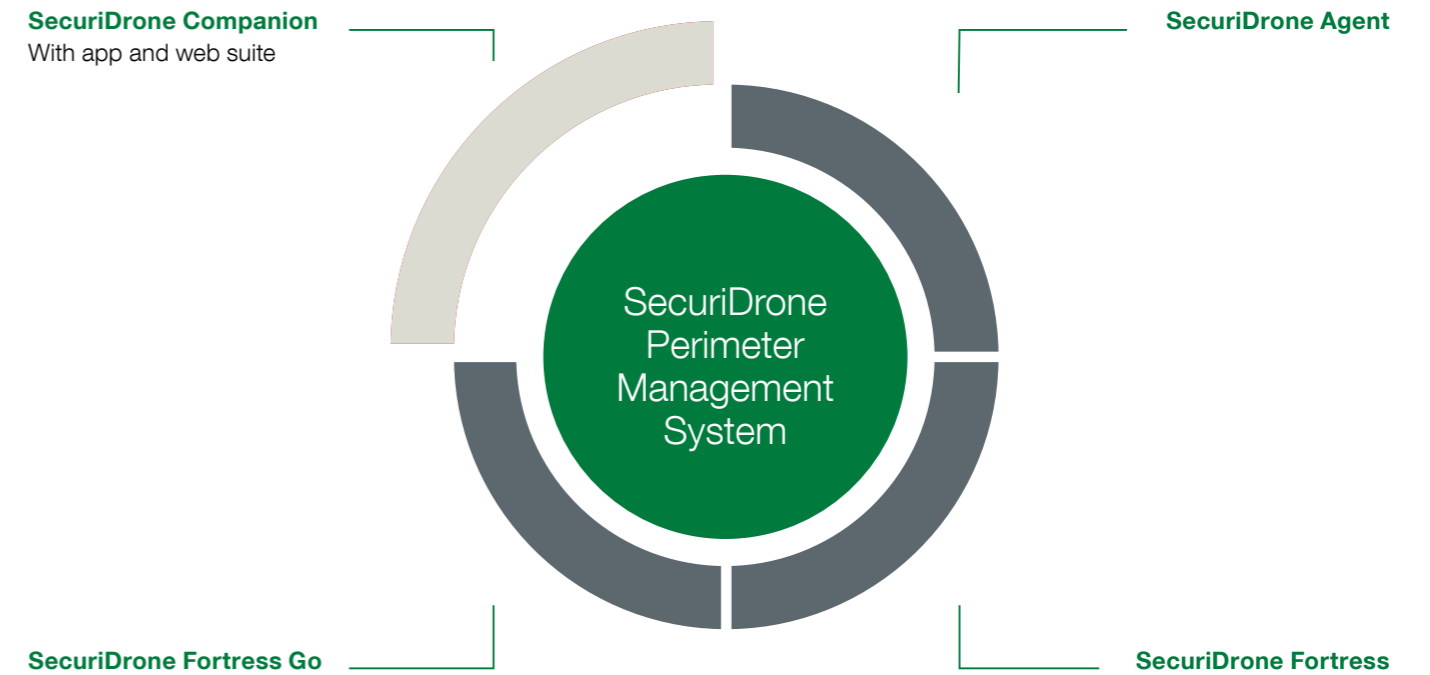 SecuriDrone Companion
With app and web suite
SecuriDrone Agent
SecuriDrone
Perimeter
Management
System
SecuriDrone Fortress Go
SecuriDrone Fortress